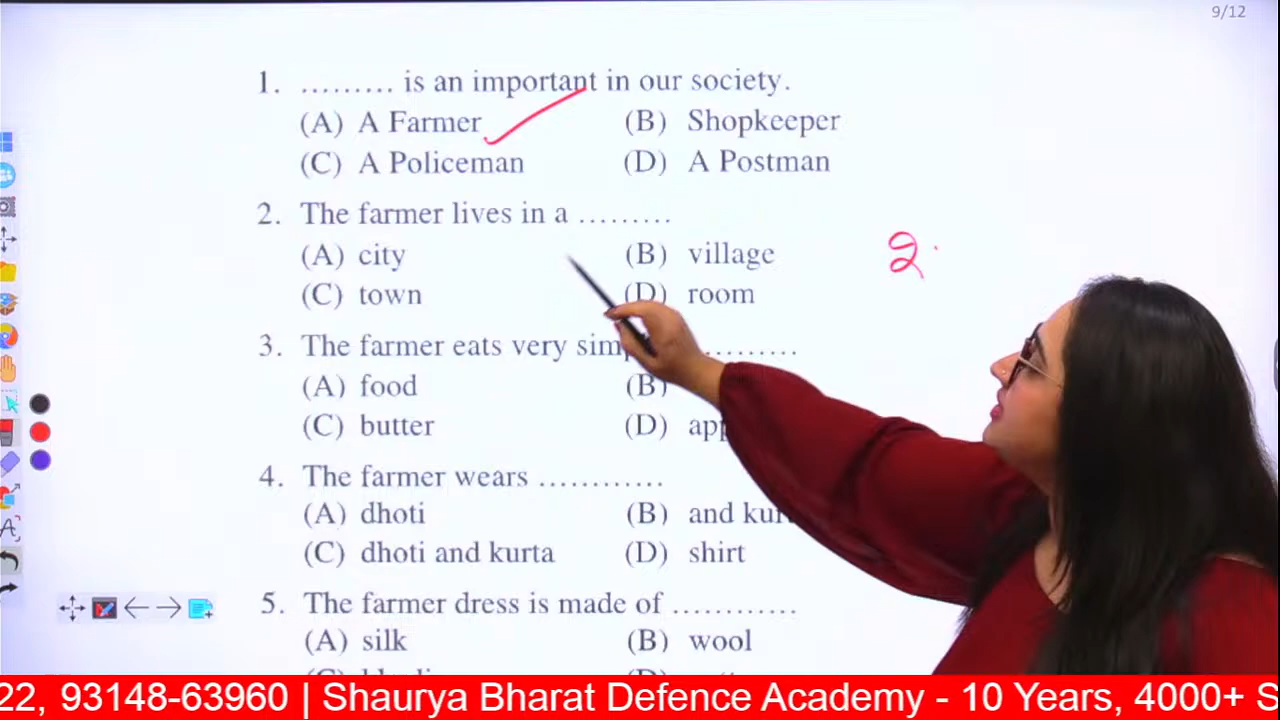 9/12
1. ......... is an important in our society.
(A) A Farmer (B) Shopkeeper
(C) A Policeman (D) A Postman
2. The farmer lives in a .........
(A) city (B) village
(C) town (D) room
2.
3. The farmer eats very ..........
(A) food (B)
(C) butter (D)
4. The farmer wears ............
(A) dhoti (B) and
(C) dhoti and kurta (D) shirt
5. The farmer dress is made of ............
(A) silk (B) wool
22, 93148-63960 | Shaurya Bharat Defence Academy - 10 Years, 4000+ S